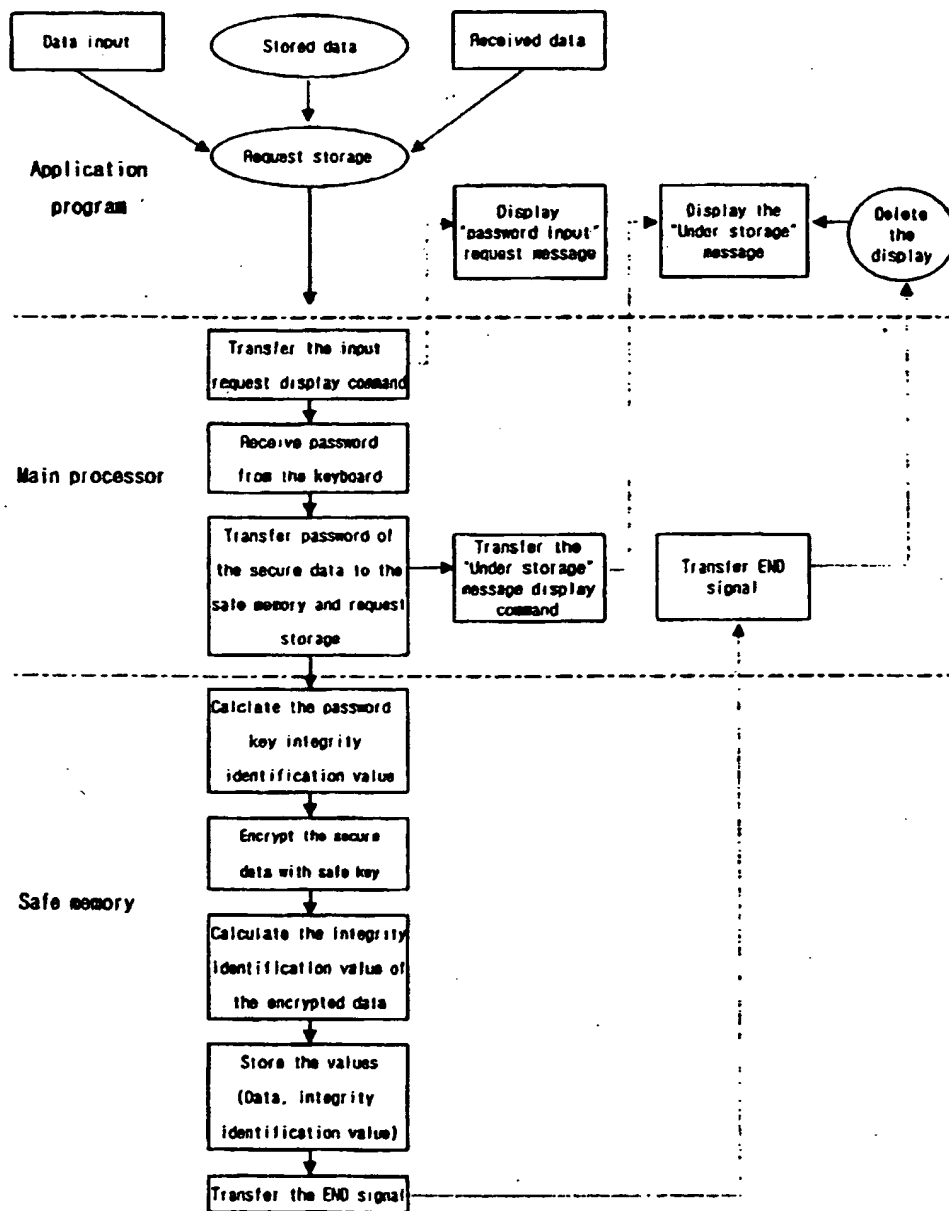 Data input
Stored data
Received data
Request storage
Application
program
Display
"password input"
request message
Display the
"Under storage"
message
Delete
the
display
Transfer the input
request display command
Receive password
from the keyboard
Main processor
Transfer password of
the secure data to the
safe memory and request
storage
Transfer the
"Under storage"
message display
command
Transfer END
signal
Calclate the password
key integrity
identification value
Encrypt the secure
data with safe key
Safe memory
Calculate the integrity
identification value of
the encrypted data
Store the values
(Data, integrity
identification value)
Transfer the END signal